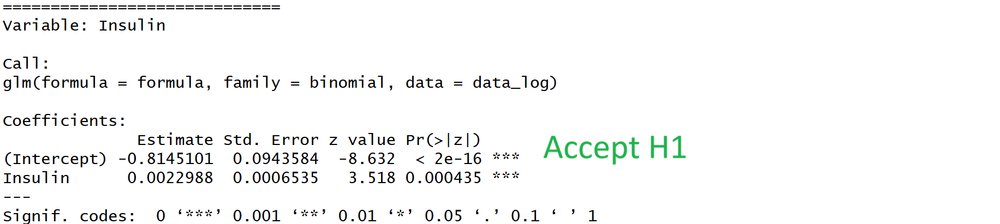 =============================
Variable: Insulin
Call:
glm(formula = formula, family = binomial, data = data_log)
Coefficients:
Estimate Std. Error z value Pr(>|z|)
(Intercept) -0.8145101 0.0943584 -8.632 < 2e-16 ***
Insulin 0.0022988 0.0006535 3.518 0.000435 ***
Accept H1
---
Signif. codes: 0 ‘***’ 0.001 ‘**’ 0.01 ‘*’ 0.05 ‘.’ 0.1 ‘ ’ 1